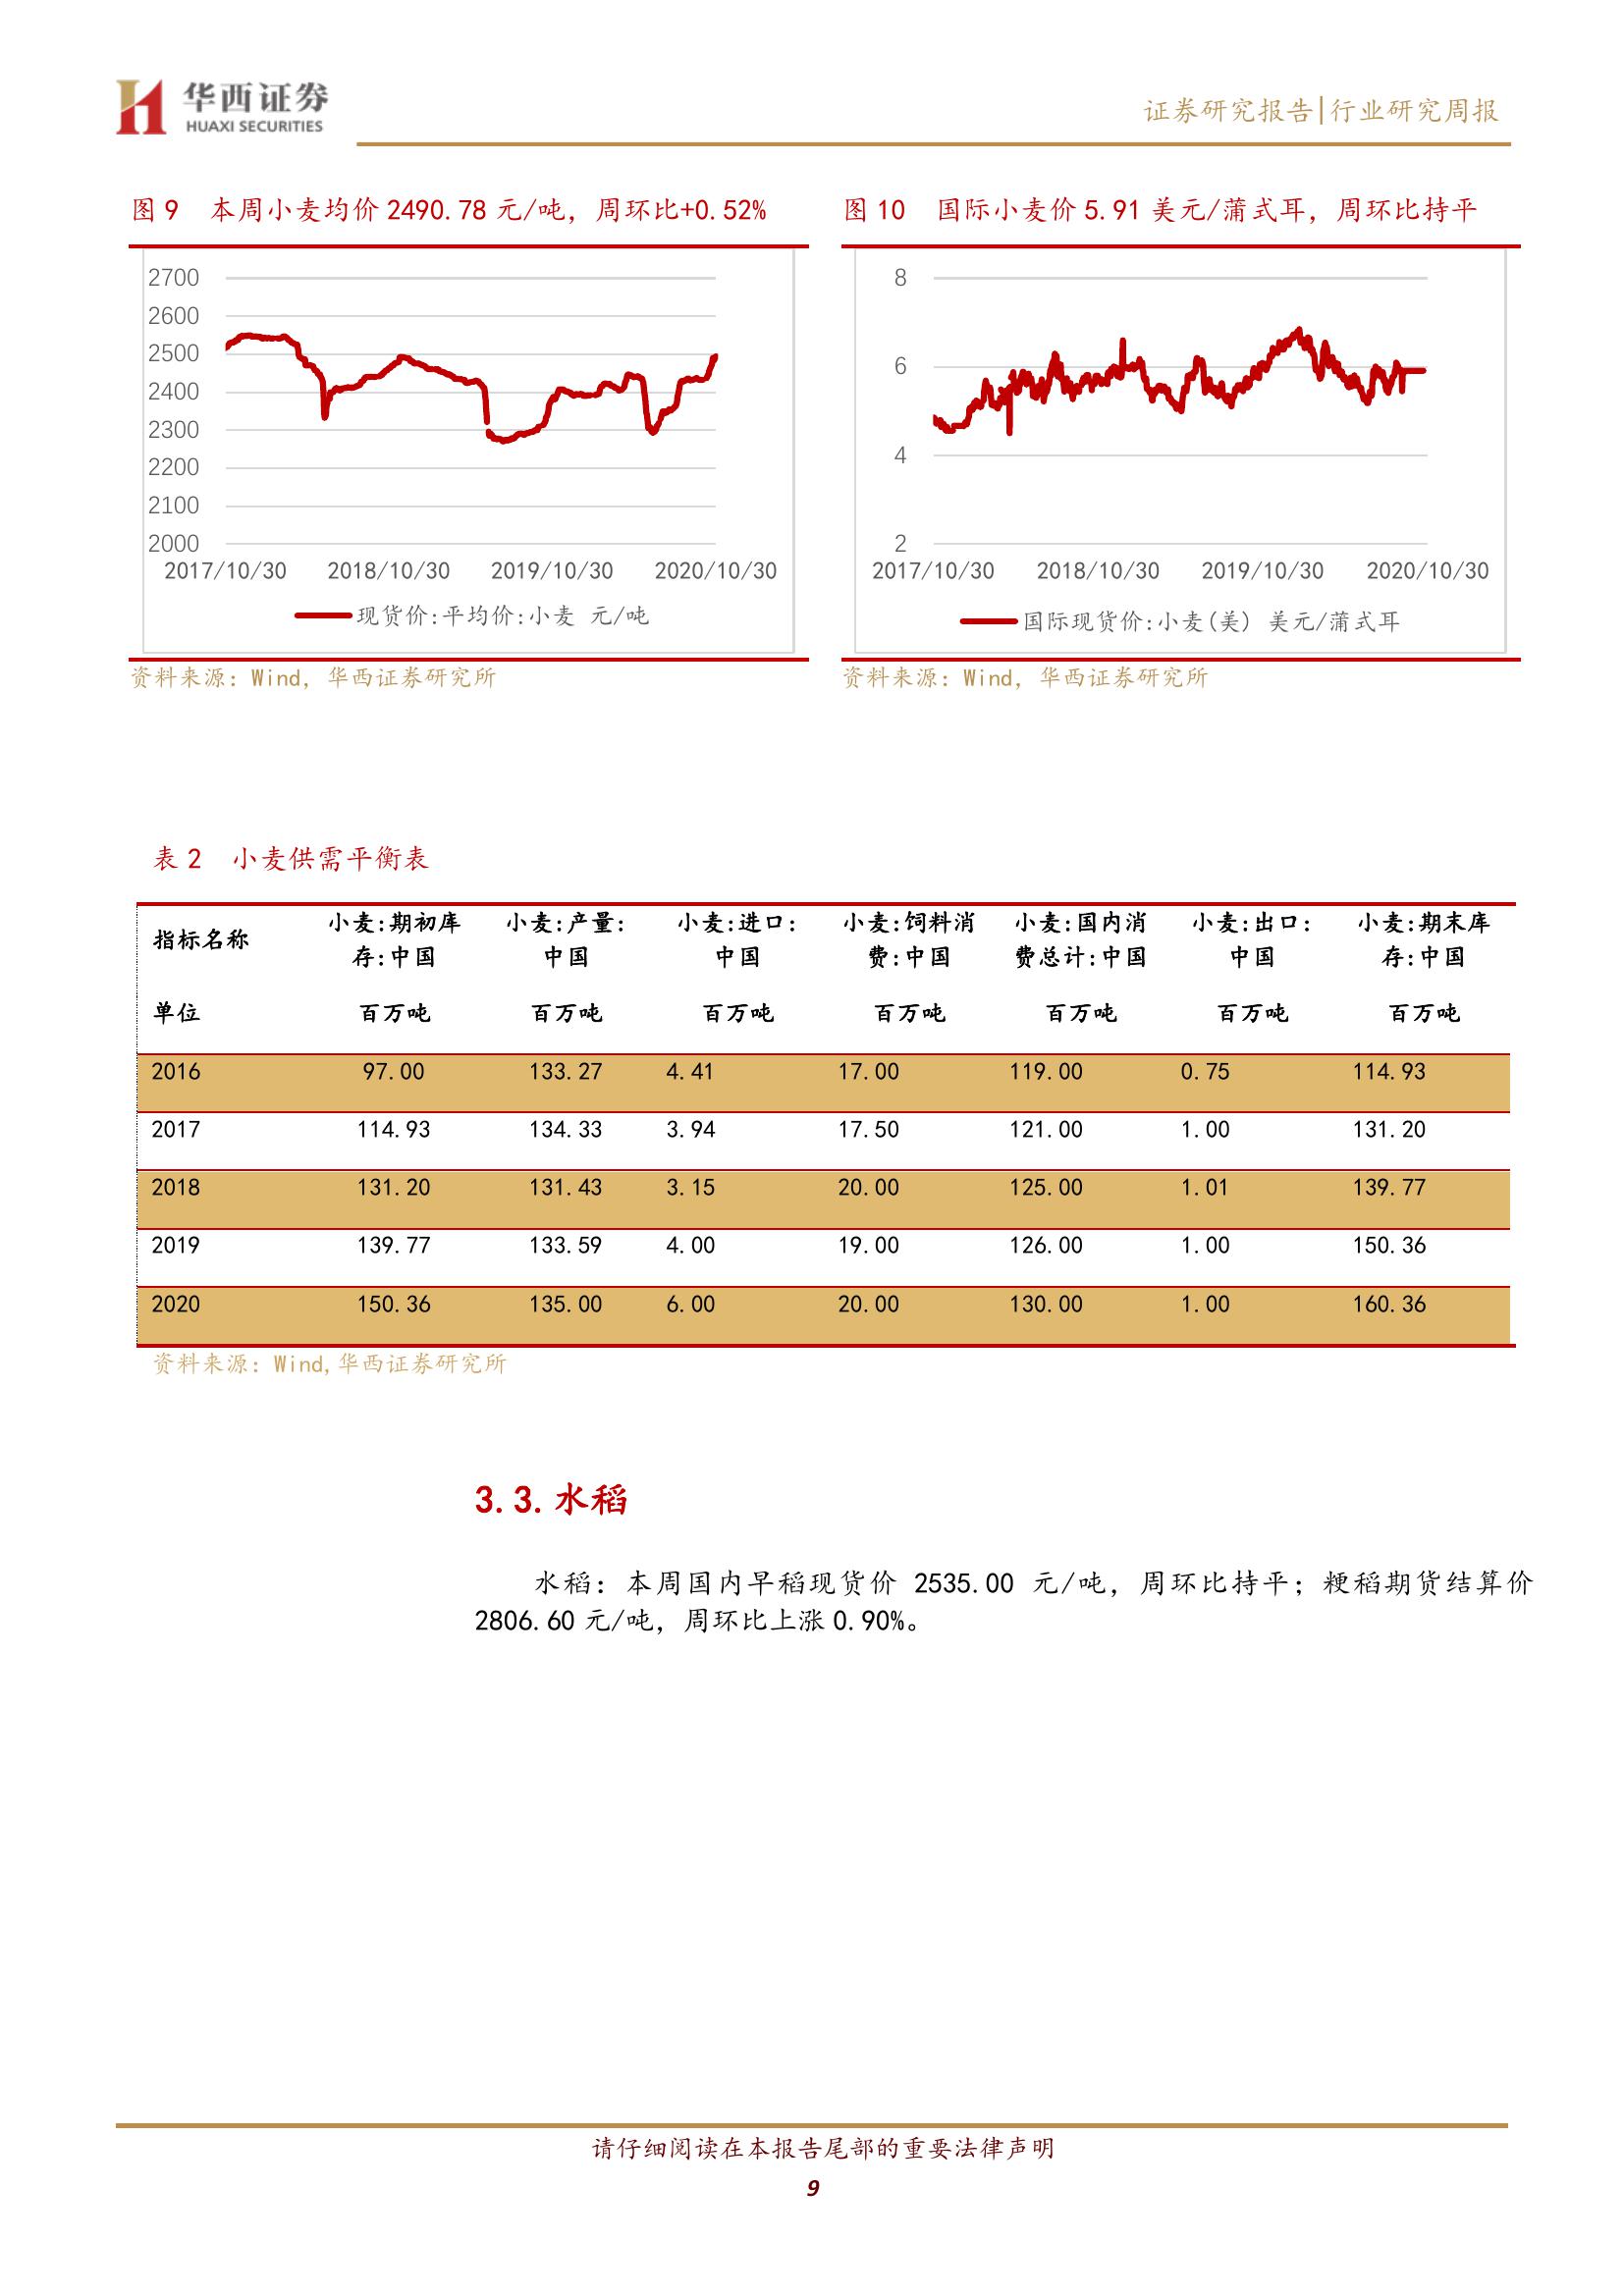 华西证券
HUAXI SECURITIES
证券研究报告|行业研究周报
图 9 本周小麦均价 2490.78 元/吨，周环比+0.52%
2700
2600
2500
2400
2300
2200
2100
2000
2017/10/30 2018/10/30 2019/10/30 2020/10/30
现货价:平均价:小麦 元/吨
资料来源：Wind，华西证券研究所
图 10 国际小麦价 5.91 美元/蒲式耳，周环比持平
8
6
4
2
2017/10/30 2018/10/30 2019/10/30 2020/10/30
国际现货价:小麦(美) 美元/蒲式耳
资料来源：Wind，华西证券研究所
表 2 小麦供需平衡表
指标名称 小麦:期初库 小麦:产量: 小麦:进口: 小麦:饲料消 小麦:国内消 小麦:出口: 小麦:期末库
存:中国 中国 中国 费:中国 费总计:中国 中国 存:中国
单位 百万吨 百万吨 百万吨 百万吨 百万吨 百万吨 百万吨
2016 97.00 133.27 4.41 17.00 119.00 0.75 114.93
2017 114.93 134.33 3.94 17.50 121.00 1.00 131.20
2018 131.20 131.43 3.15 20.00 125.00 1.01 139.77
2019 139.77 133.59 4.00 19.00 126.00 1.00 150.36
2020 150.36 135.00 6.00 20.00 130.00 1.00 160.36
资料来源：Wind,华西证券研究所
3.3.水稻
水稻：本周国内早稻现货价 2535.00 元/吨，周环比持平；粳稻期货结算价
2806.60 元/吨，周环比上涨 0.90%。
请仔细阅读在本报告尾部的重要法律声明
9